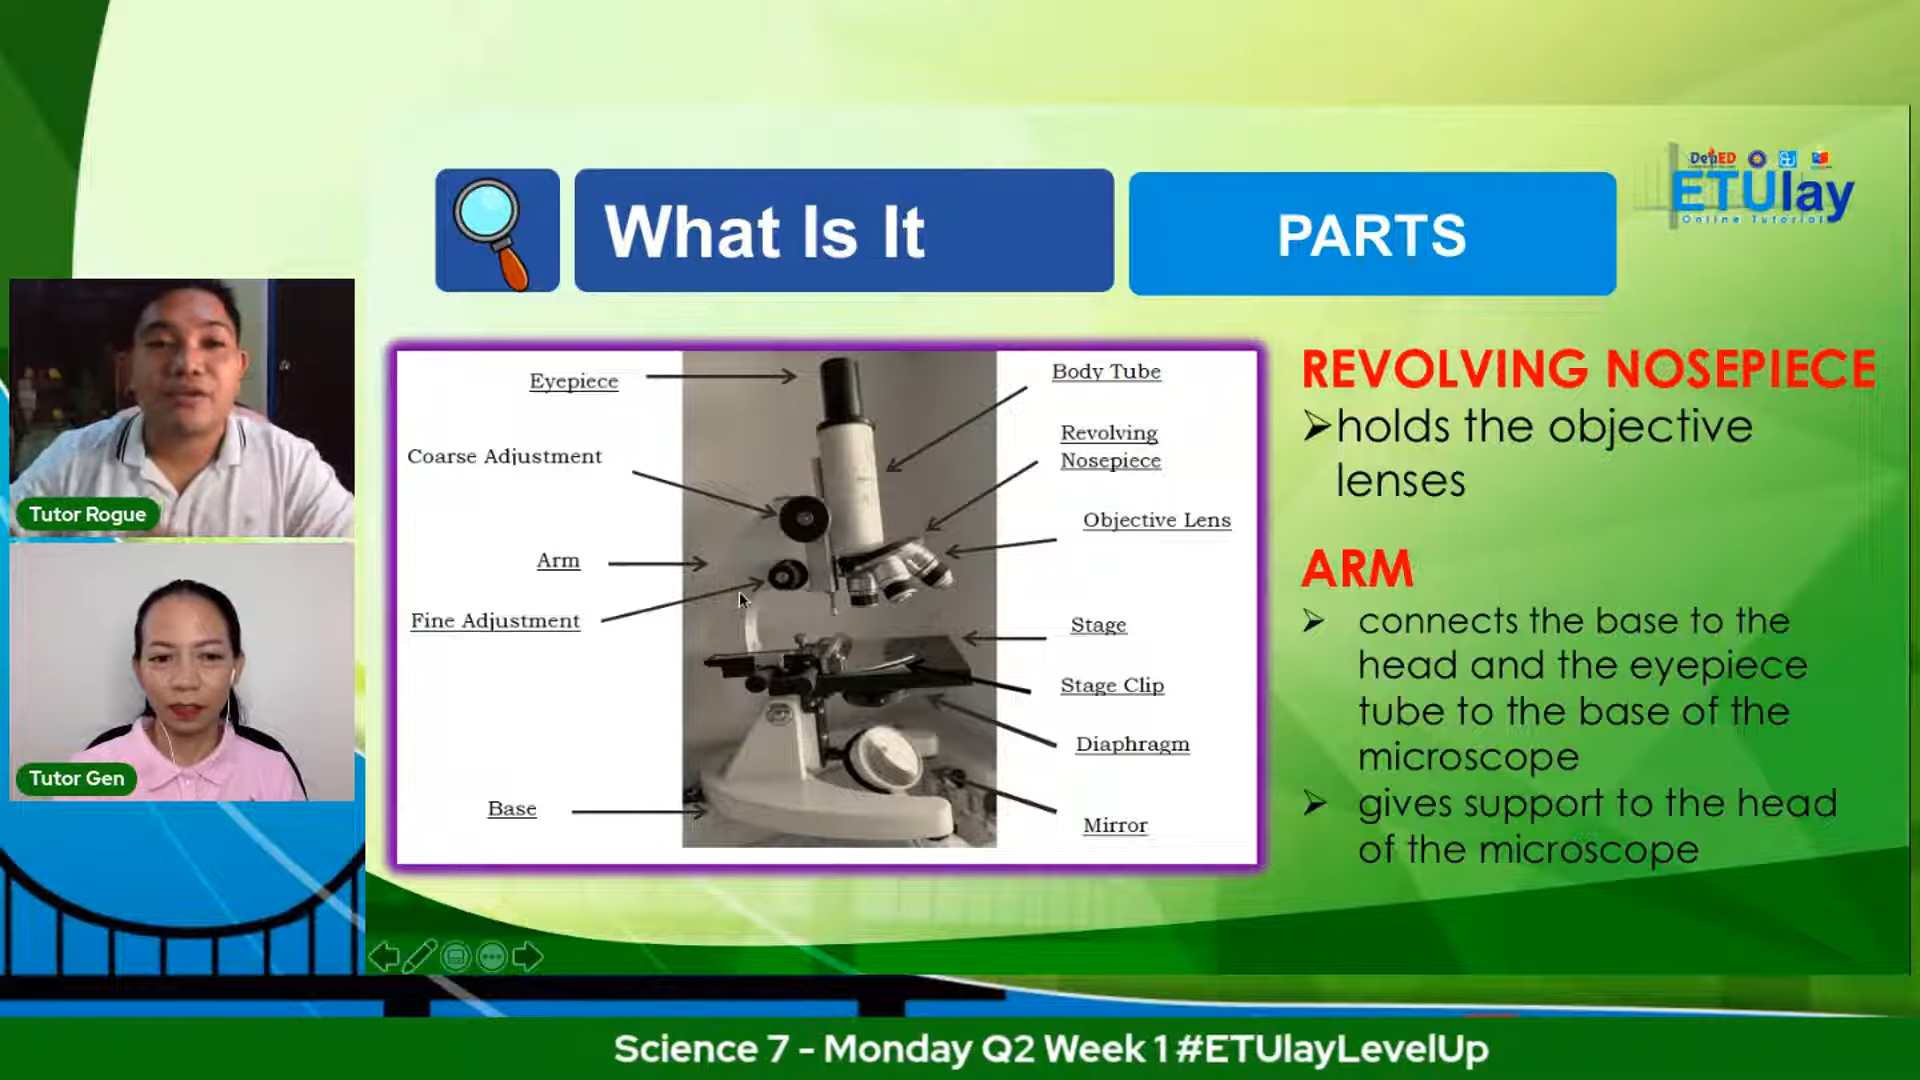 DepED
ETUlay
Online Tutorial
What Is It
PARTS
Eyepiece
Body Tube
Coarse Adjustment
Revolving
Nosepiece
Objective Lens
Arm
Fine Adjustment
Stage
Stage Clip
Diaphragm
Base
Mirror
REVOLVING NOSEPIECE
➢holds the objective
lenses
ARM
➢ connects the base to the
head and the eyepiece
tube to the base of the
microscope
➢ gives support to the head
of the microscope
Tutor Rogue
Tutor Gen
Science 7 - Monday Q2 Week 1 #ETUlayLevelUp